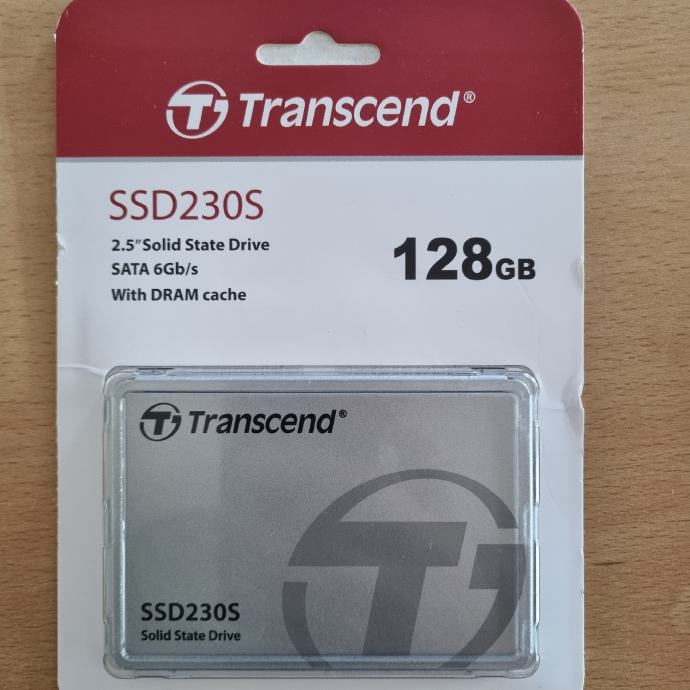 Transcend®
SSD230S
2.5" Solid State Drive
SATA 6Gb/s
With DRAM cache
128GB
Transcend®
SSD230S
Solid State Drive